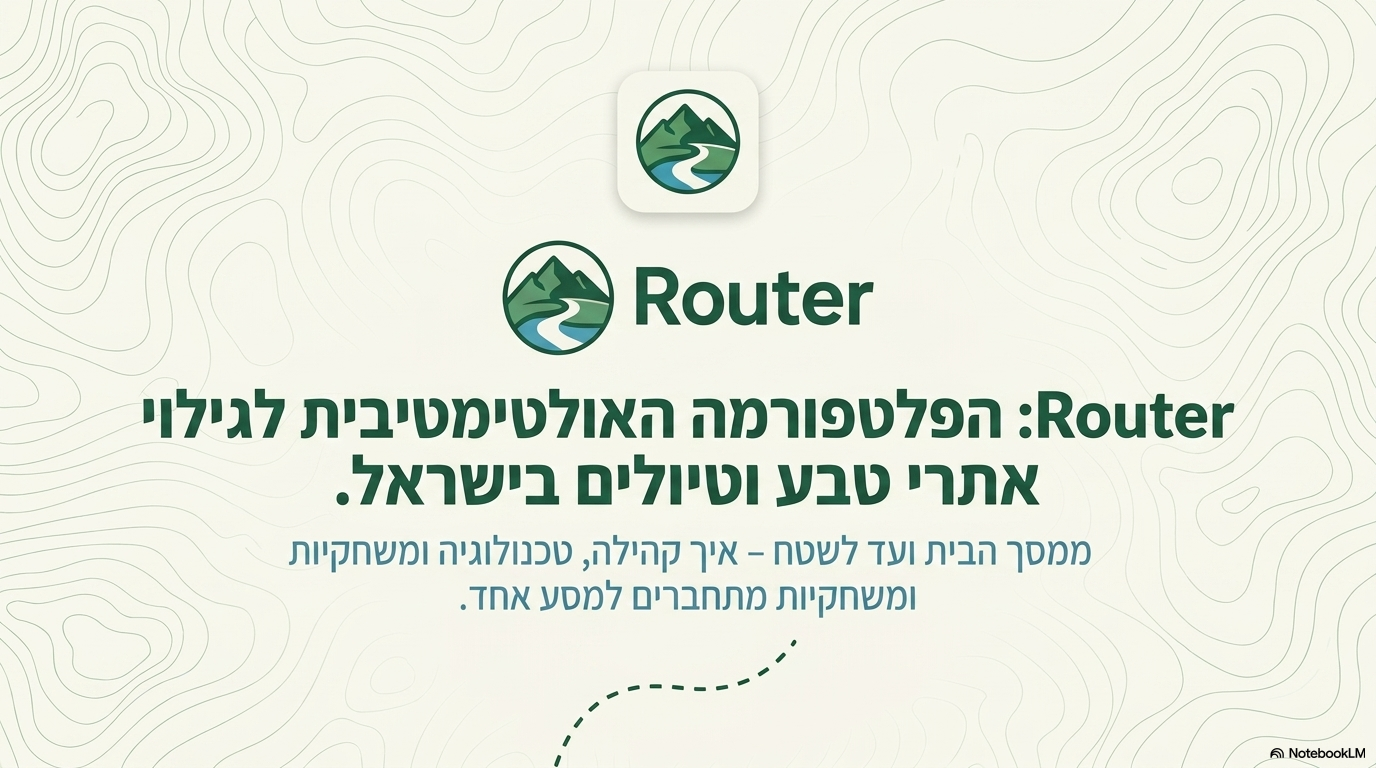 Router
Router: הפלטפורמה האולטימטיבית לגילוי
אתרי טבע וטיולים בישראל.
ממסך הבית ועד לשטח – איך קהילה, טכנולוגיה ומשחקיות
ומשחקיות מתחברים למסע אחד.
NotebookLM